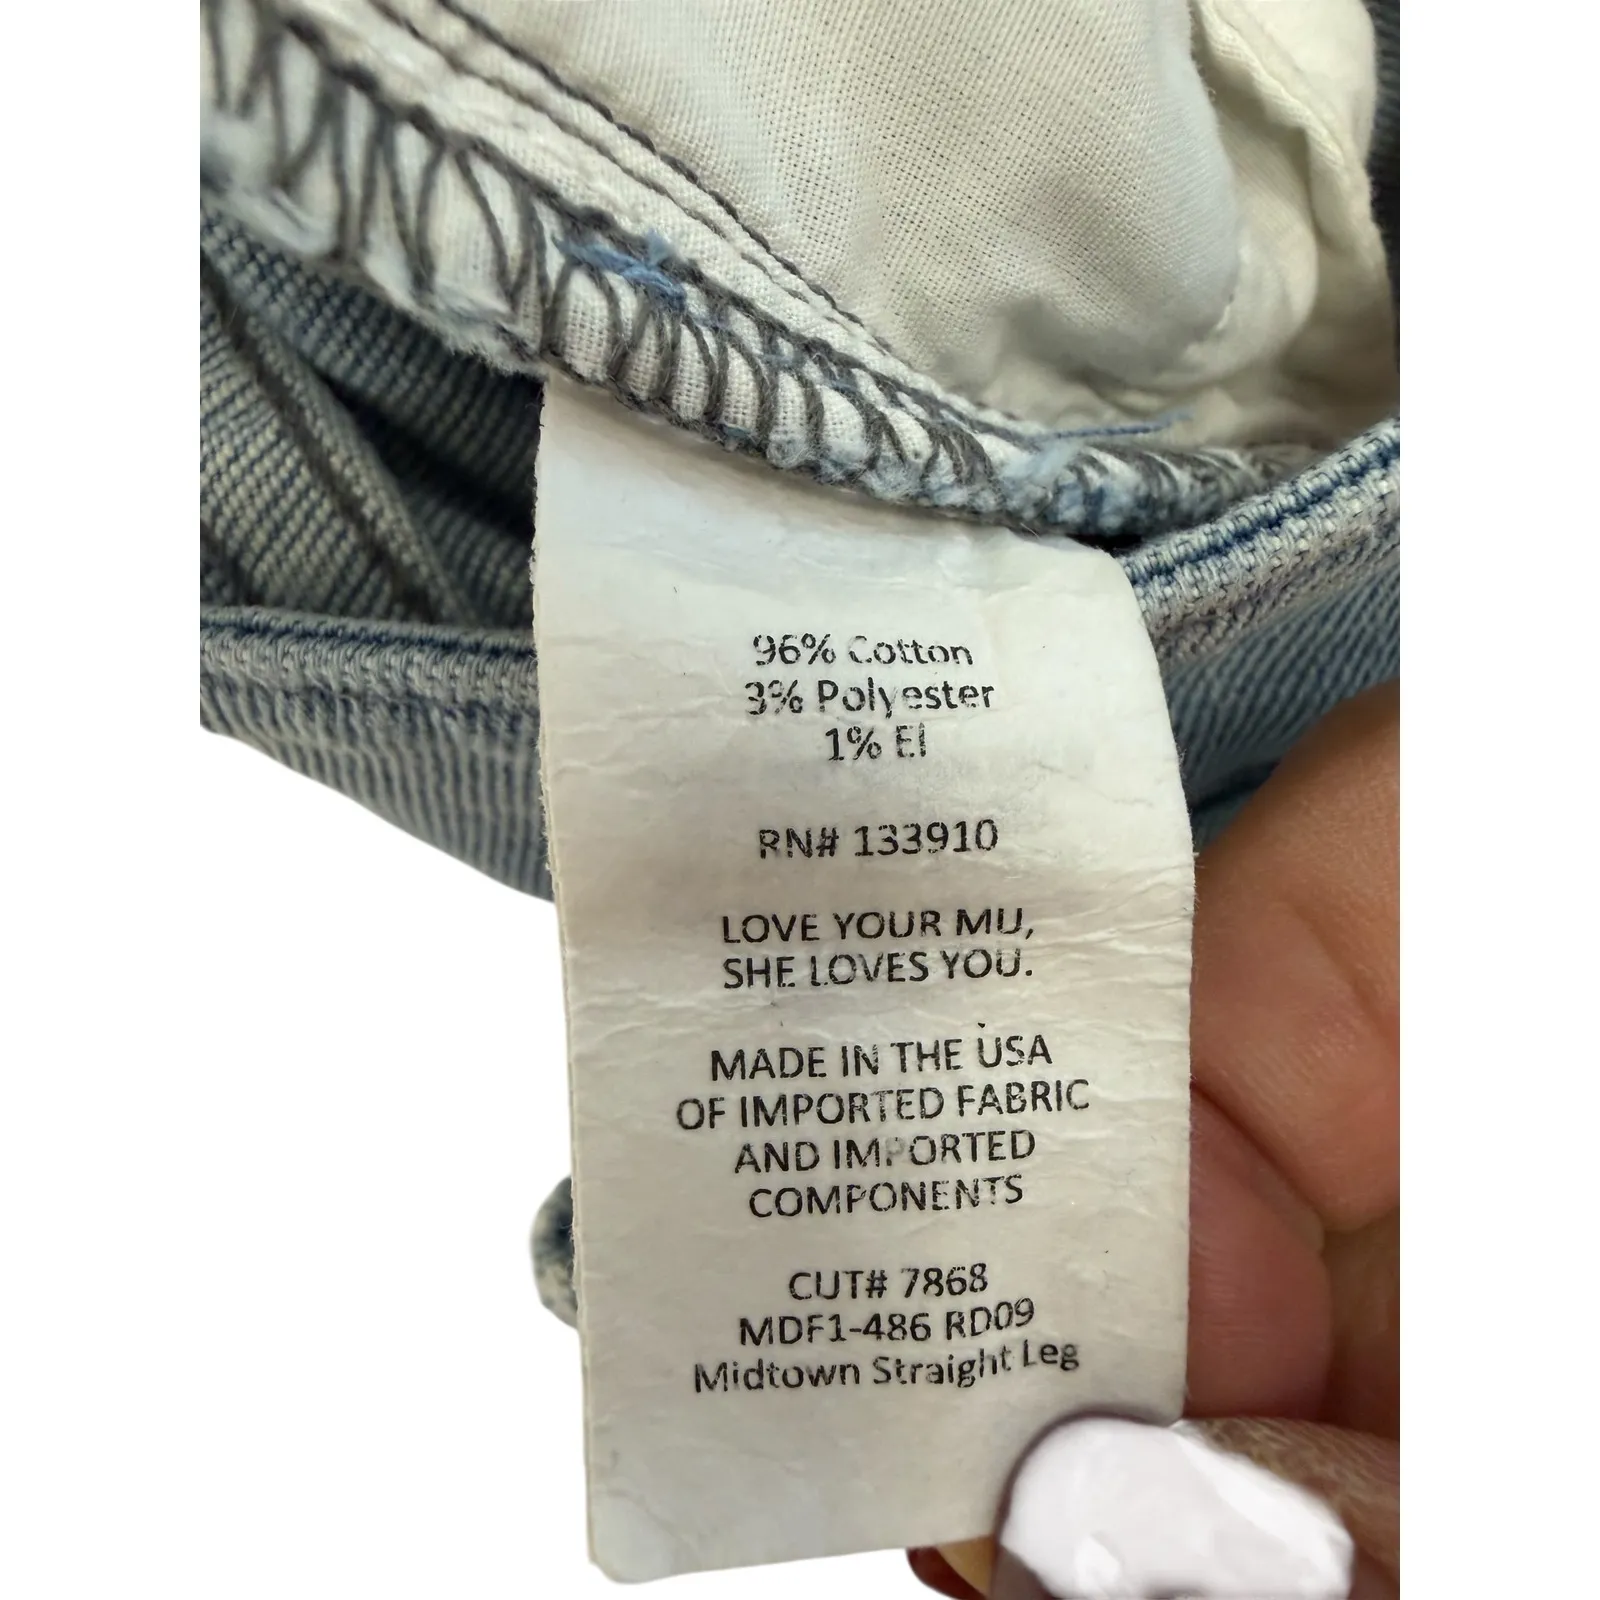 96% Cotton
3% Polyester
1% El
RN# 133910
LOVE YOUR MU,
SHE LOVES YOU.
MADE IN THE USA
OF IMPORTED FABRIC
AND IMPORTED
COMPONENTS
CUT# 7868
MDF1-486 RD09
Midtown Straight Leg